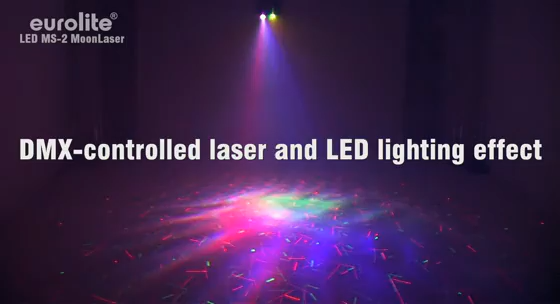 eurolite®
LED MS-2 MoonLaser
DMX-controlled laser and LED lighting effect